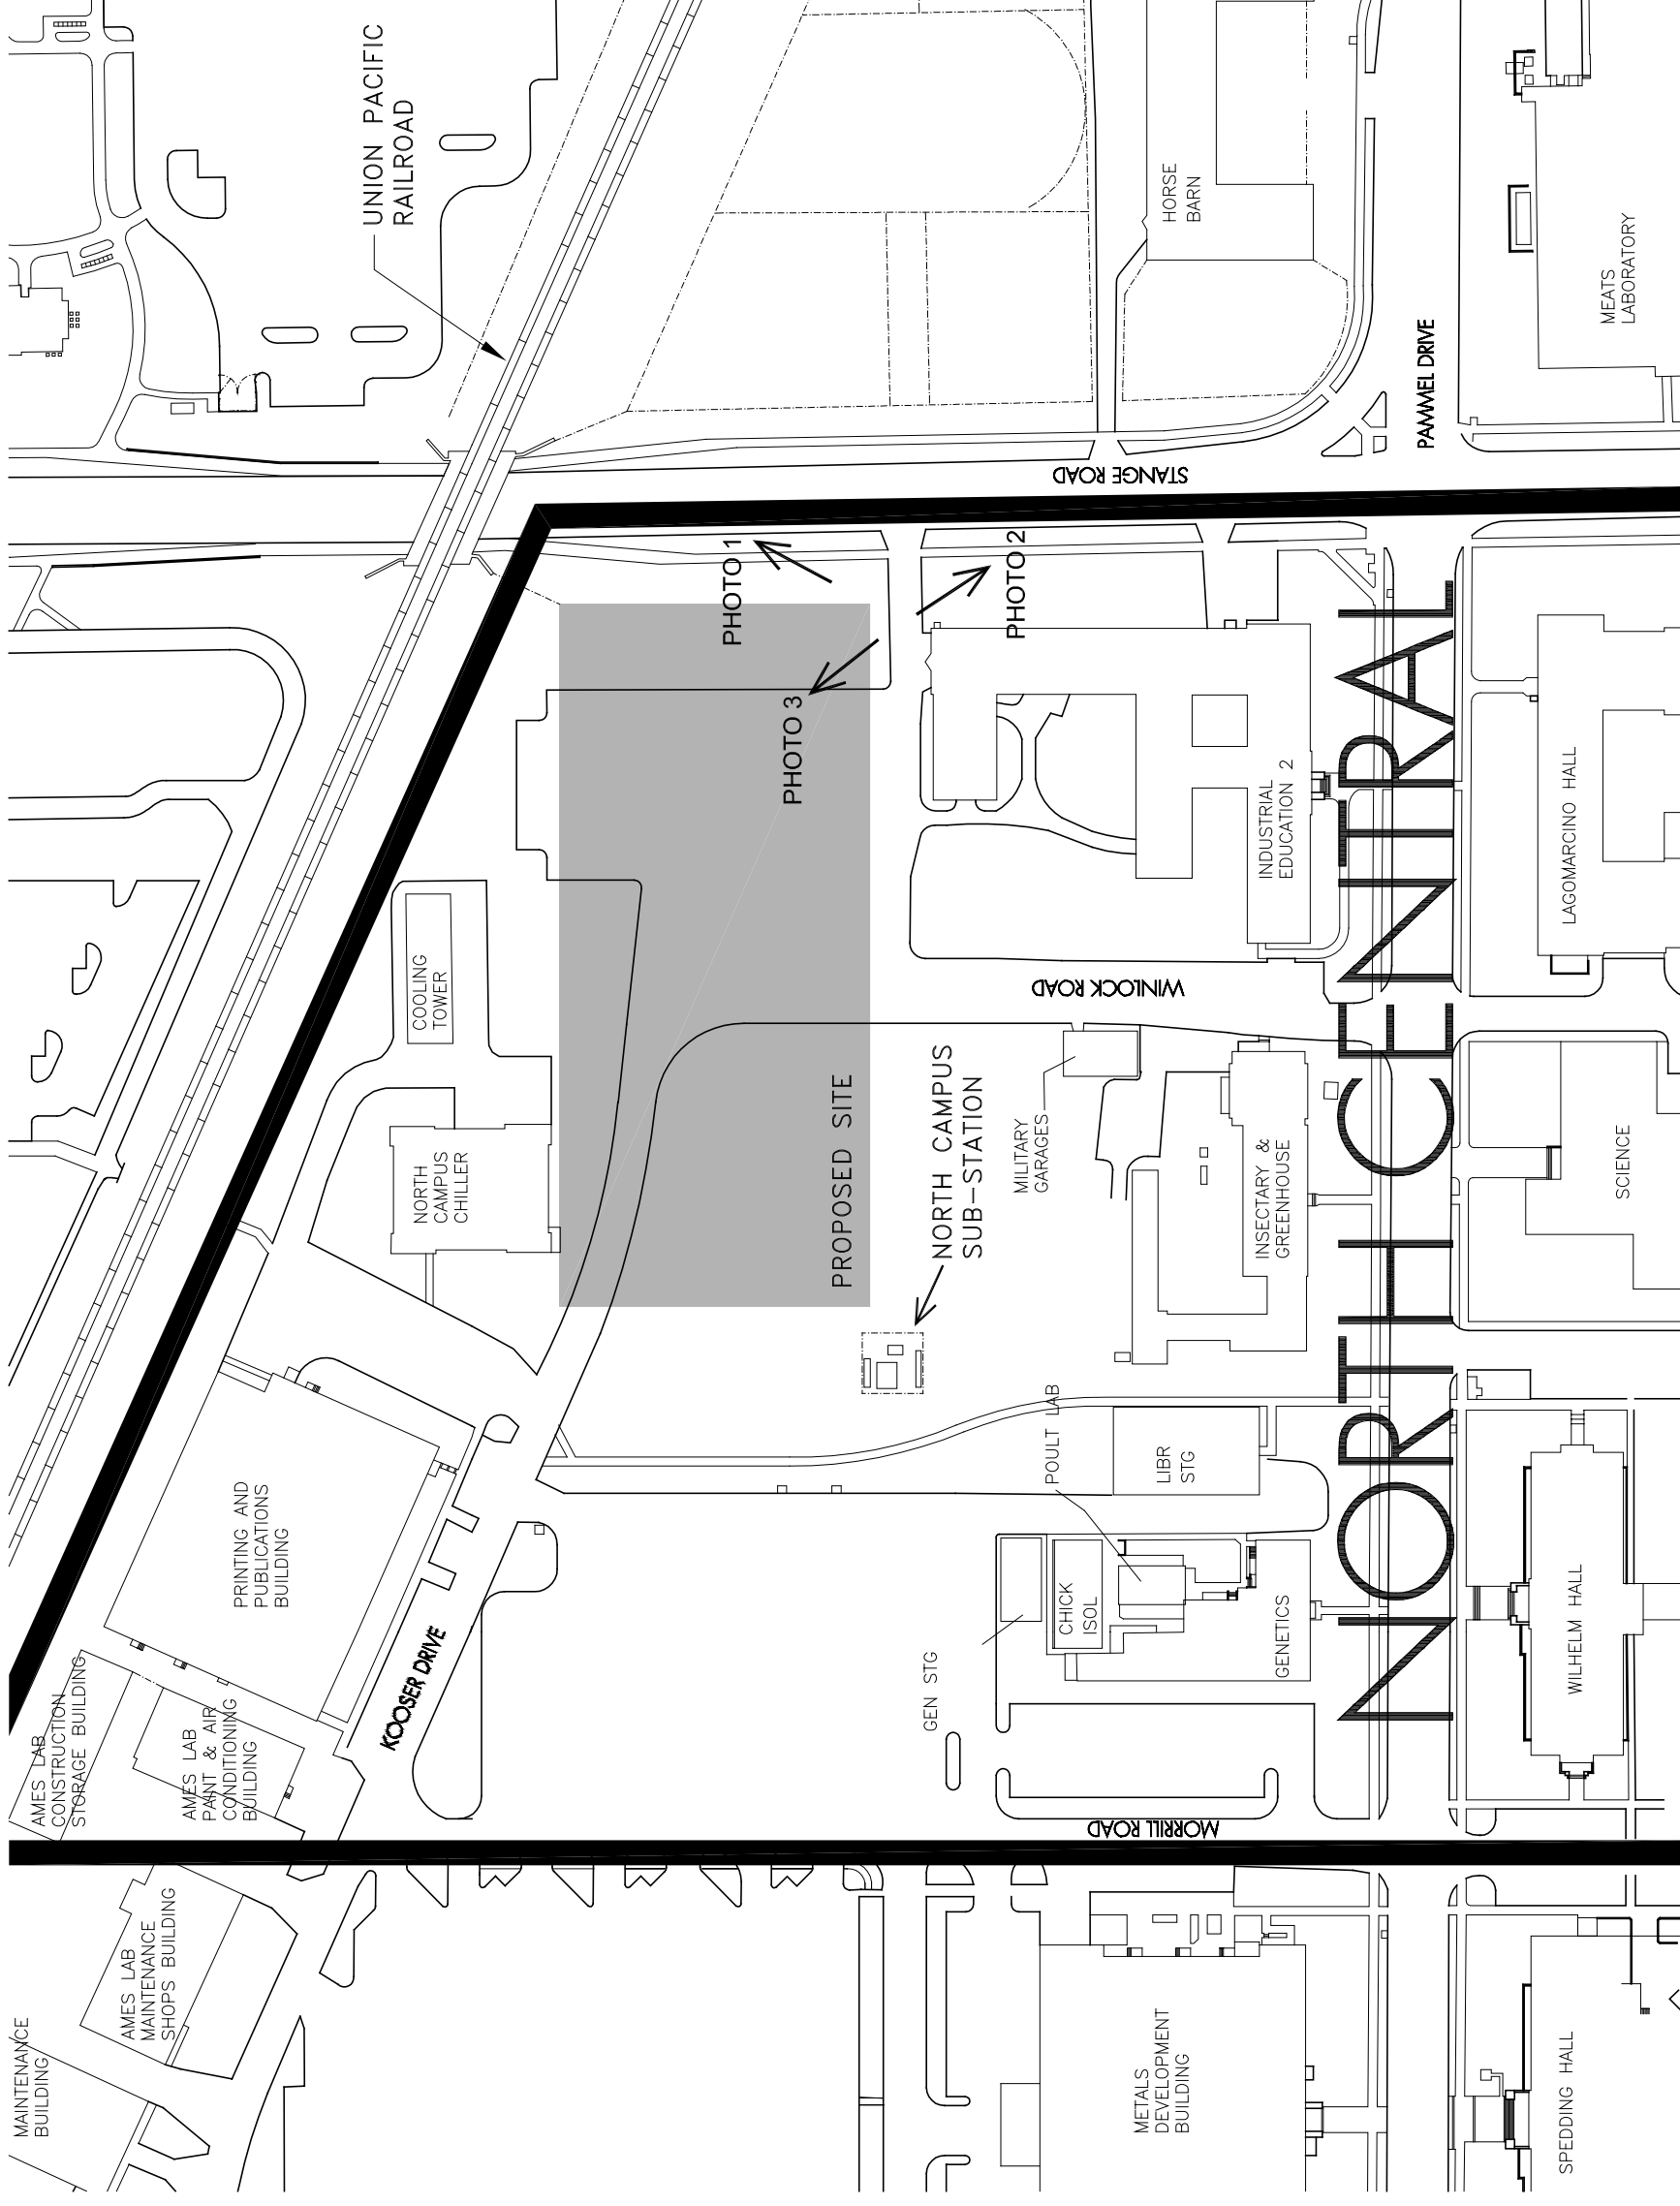 UNION PACIFIC
RAILROAD
HORSE
BARN
MEATS
LABORATORY
PAMMEL DRIVE
STANGE ROAD
PHOTO 1
PHOTO 2
PHOTO 3
INDUSTRIAL
EDUCATION 2
LAGOMARCINO HALL
COOLING
TOWER
WINLOCK ROAD
NORTH
CAMPUS
CHILLER
PROPOSED SITE
NORTH CAMPUS
SUB-STATION
MILITARY
GARAGES
INSECTARY &
GREENHOUSE
SCIENCE
NORTH CENTRAL
PRINTING AND
PUBLICATIONS
BUILDING
POULT LAB
LIBR
STG
CHICK
ISOL
GENETICS
WILHELM HALL
GEN STG
KOOSER DRIVE
AMES LAB
CONSTRUCTION
STORAGE BUILDING
AMES LAB
PAINT & AIR
CONDITIONING
BUILDING
MORRILL ROAD
AMES LAB
MAINTENANCE
SHOPS BUILDING
MAINTENANCE
BUILDING
METALS
DEVELOPMENT
BUILDING
SPEDDING HALL